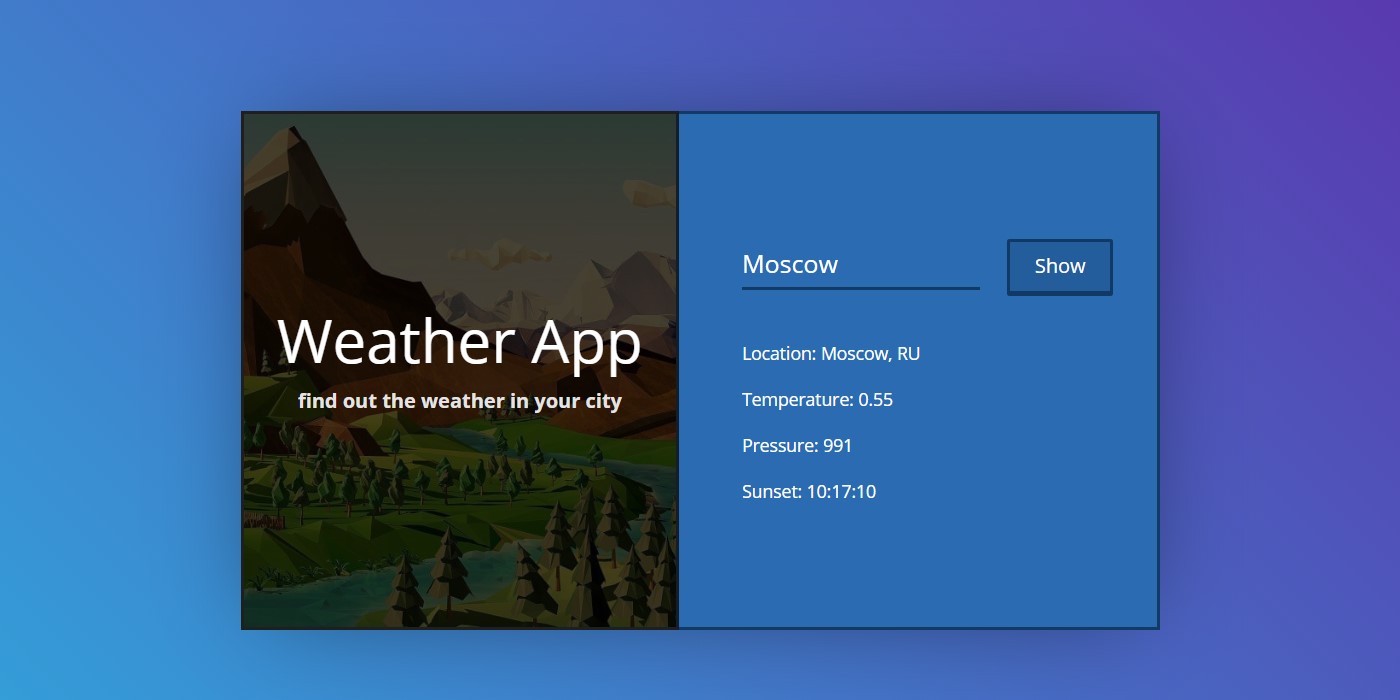 Weather App
find out the weather in your city
Moscow
Show
Location: Moscow, RU
Temperature: 0.55
Pressure: 991
Sunset: 10:17:10